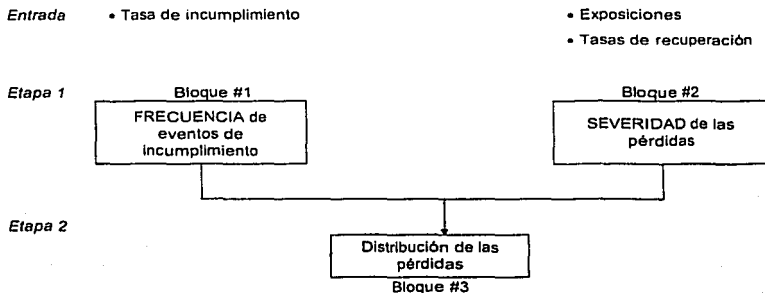 Entrada
• Tasa de incumplimiento
• Exposiciones
• Tasas de recuperación
Etapa 1
Bloque #1
FRECUENCIA de
eventos de
incumplimiento
Bloque #2
SEVERIDAD de las
pérdidas
Etapa 2
Distribución de las
pérdidas
Bloque #3